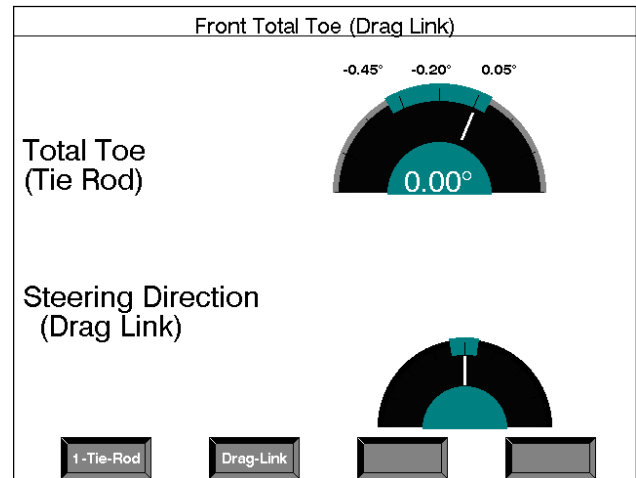 Front Total Toe (Drag Link)
-0.45° -0.20° 0.05°
Total Toe
(Tie Rod)
0.00°
Steering Direction
(Drag Link)
1-Tie-Rod Drag-Link